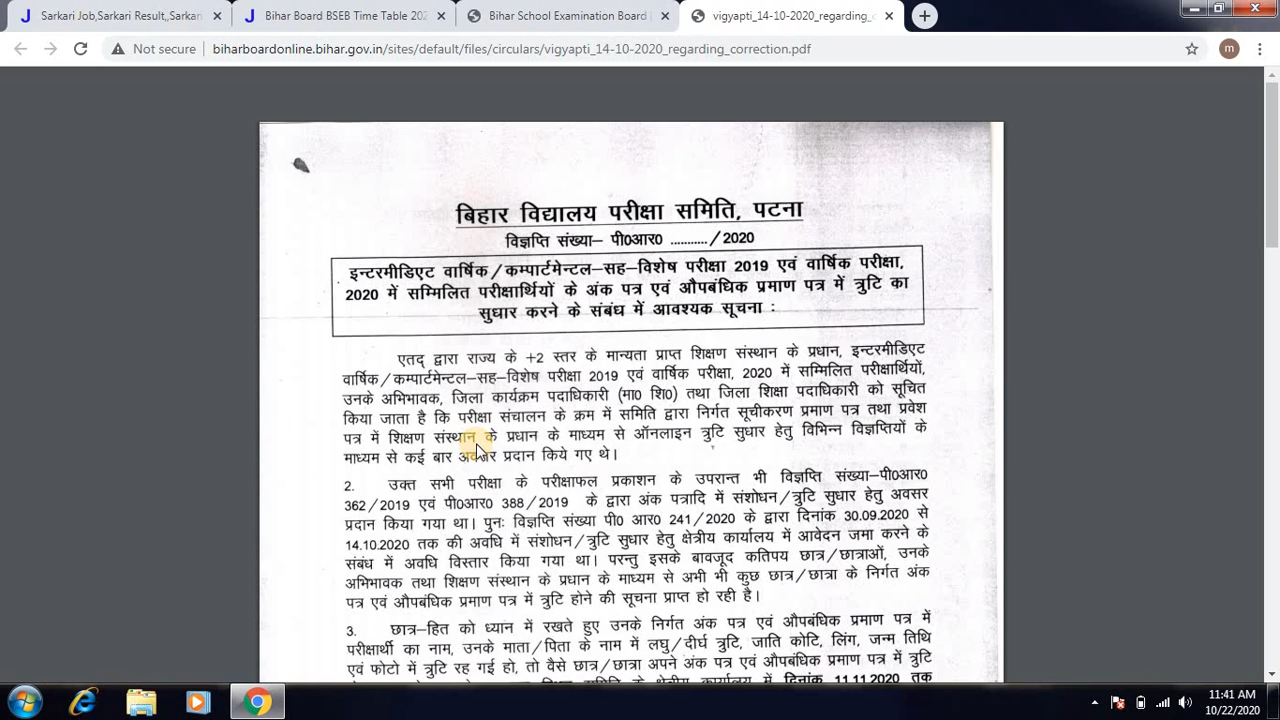 Sarkari Job,Sarkari Result,,Sarkari
Bihar Board BSEB Time Table 202
Bihar School Examination Board
vigyapti_14-10-2020_regarding_c
Not secure
biharboardonline.bihar.gov.in/sites/default/files/circulars/vigyapti_14-10-2020_regarding_correction.pdf
m
बिहार विद्यालय परीक्षा समिति, पटना
विज्ञप्ति संख्या– पी0आर0 .........../2020
इन्टरमीडिएट वार्षिक/कम्पार्टमेन्टल–सह–विशेष परीक्षा 2019 एवं वार्षिक परीक्षा,
2020 में सम्मिलित परीक्षार्थियों के अंक पत्र एवं औपबंधिक प्रमाण पत्र में त्रुटि का
सुधार करने के संबंध में आवश्यक सूचना :
एतद् द्वारा राज्य के +2 स्तर के मान्यता प्राप्त शिक्षण संस्थान के प्रधान, इन्टरमीडिएट
वार्षिक/कम्पार्टमेन्टल–सह–विशेष परीक्षा 2019 एवं वार्षिक परीक्षा, 2020 में सम्मिलित परीक्षार्थियों,
उनके अभिभावक, जिला कार्यक्रम पदाधिकारी (मा0 शि0) तथा जिला शिक्षा पदाधिकारी को सूचित
किया जाता है कि परीक्षा संचालन के क्रम में समिति द्वारा निर्गत सूचीकरण प्रमाण पत्र तथा प्रवेश
पत्र में शिक्षण संस्थान के प्रधान के माध्यम से ऑनलाइन त्रुटि सुधार हेतु विभिन्न विज्ञप्तियों के
माध्यम से कई बार अवसर प्रदान किये गए थे।
2. उक्त सभी परीक्षा के परीक्षाफल प्रकाशन के उपरान्त भी विज्ञप्ति संख्या–पी0आर0
362/2019 एवं पी0आर0 388/2019 के द्वारा अंक पत्रादि में संशोधन/त्रुटि सुधार हेतु अवसर
प्रदान किया गया था। पुनः विज्ञप्ति संख्या पी0 आर0 241/2020 के द्वारा दिनांक 30.09.2020 से
14.10.2020 तक की अवधि में संशोधन/त्रुटि सुधार हेतु क्षेत्रीय कार्यालय में आवेदन जमा करने के
संबंध में अवधि विस्तार किया गया था। परन्तु इसके बावजूद कतिपय छात्र/छात्राओं, उनके
अभिभावक तथा शिक्षण संस्थान के प्रधान के माध्यम से अभी भी कुछ छात्र/छात्रा के निर्गत अंक
पत्र एवं औपबंधिक प्रमाण पत्र में त्रुटि होने की सूचना प्राप्त हो रही है।
3. छात्र–हित को ध्यान में रखते हुए उनके निर्गत अंक पत्र एवं औपबंधिक प्रमाण पत्र में
परीक्षार्थी का नाम, उनके माता/पिता के नाम में लघु/दीर्घ त्रुटि, जाति कोटि, लिंग, जन्म तिथि
एवं फोटो में त्रुटि रह गई हो, तो वैसे छात्र/छात्रा अपने अंक पत्र एवं औपबंधिक प्रमाण पत्र में त्रुटि
समिति के क्षेत्रीय कार्यालय में दिनांक 11.11.2020 तक
11:41 AM
10/22/2020